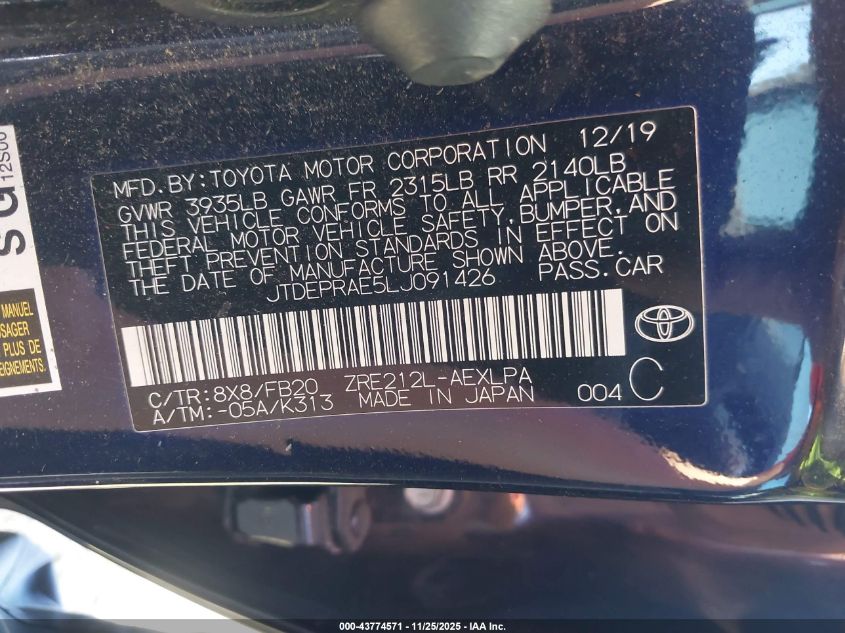 MFD.BY:TOYOTA MOTOR CORPORATION 12/19
GVWR 3935LB GAWR FR 2315LB RR 2140LB
THIS VEHICLE CONFORMS TO ALL APPLICABLE
FEDERAL MOTOR VEHICLE SAFETY, BUMPER, AND
THEFT PREVENTION STANDARDS IN EFFECT ON
THE DATE OF MANUFACTURE SHOWN ABOVE.
JTDEPRAE5LJ091426 PASS.CAR
C/TR:8X8/FB20 ZRE212L-AEXLPA
A/TM:-05A/K313 MADE IN JAPAN 004 C
MANUEL
PLUS DE
000-43774571 - 11/25/2025 - IAA Inc.